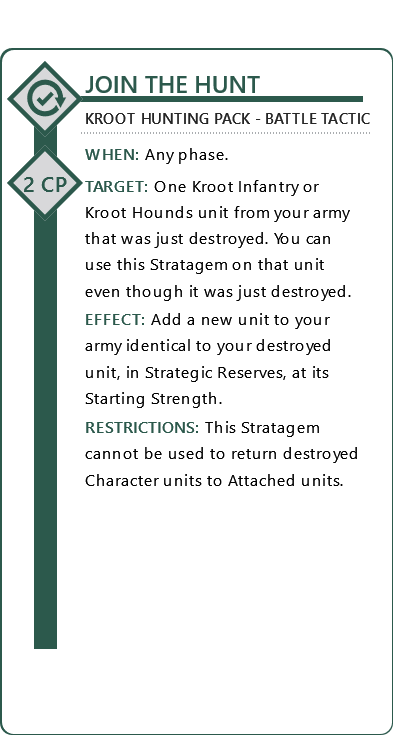 JOIN THE HUNT
KROOT HUNTING PACK - BATTLE TACTIC
WHEN: Any phase.
2 CP
TARGET: One Kroot Infantry or
Kroot Hounds unit from your army
that was just destroyed. You can
use this Stratagem on that unit
even though it was just destroyed.
EFFECT: Add a new unit to your
army identical to your destroyed
unit, in Strategic Reserves, at its
Starting Strength.
RESTRICTIONS: This Stratagem
cannot be used to return destroyed
Character units to Attached units.